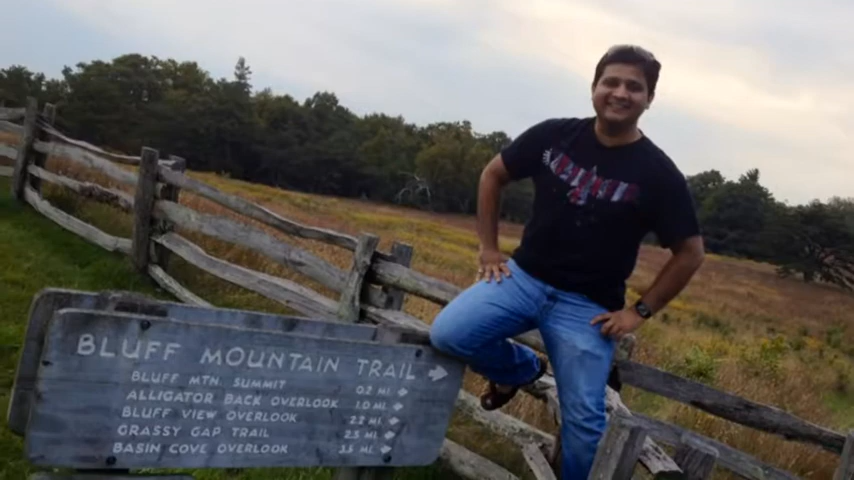 BLUFF MOUNTAIN TRAIL →
BLUFF MTN. SUMMIT 0.2 MI.
ALLIGATOR BACK OVERLOOK 1.0 MI.
BLUFF VIEW OVERLOOK 2.2 MI.
GRASSY GAP TRAIL 2.5 MI.
BASIN COVE OVERLOOK 3.5 MI.